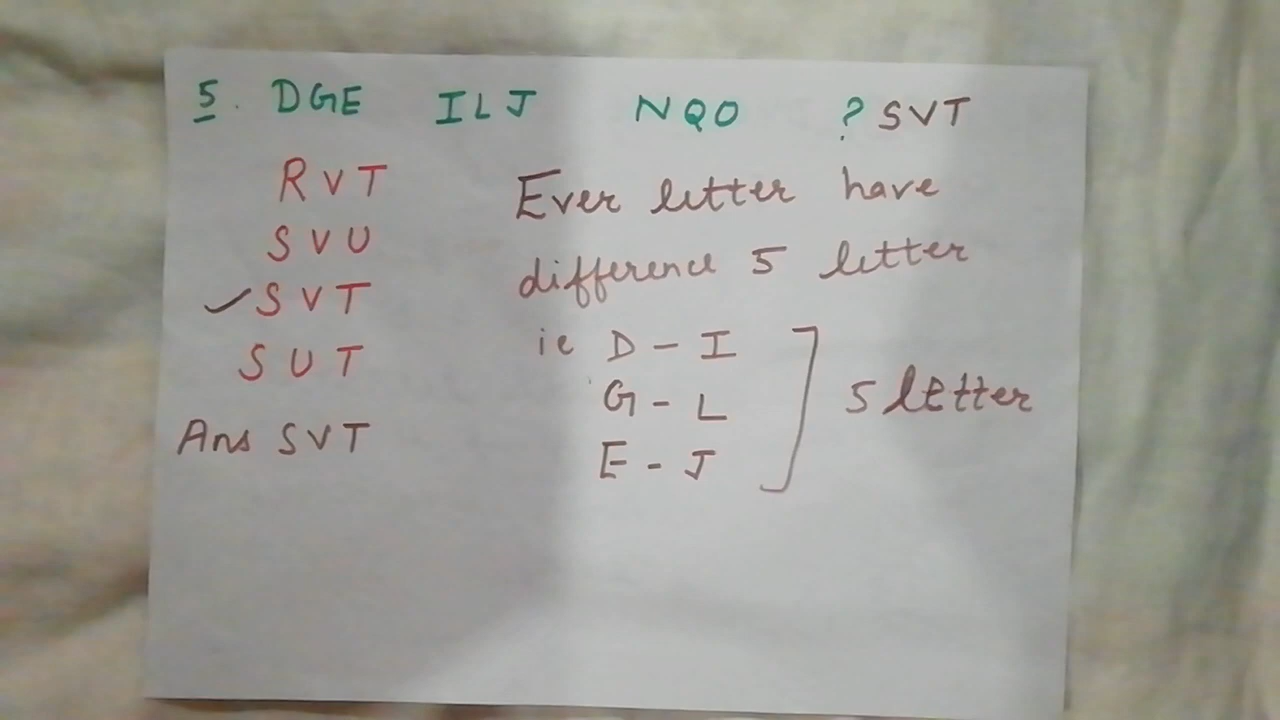 5. DGE ILJ NQO ? SVT
RVT
SVU
✓SVT
SUT
Ans SVT
Ever letter have
difference 5 letter
ie D - I
G - L
E - J
5 letter